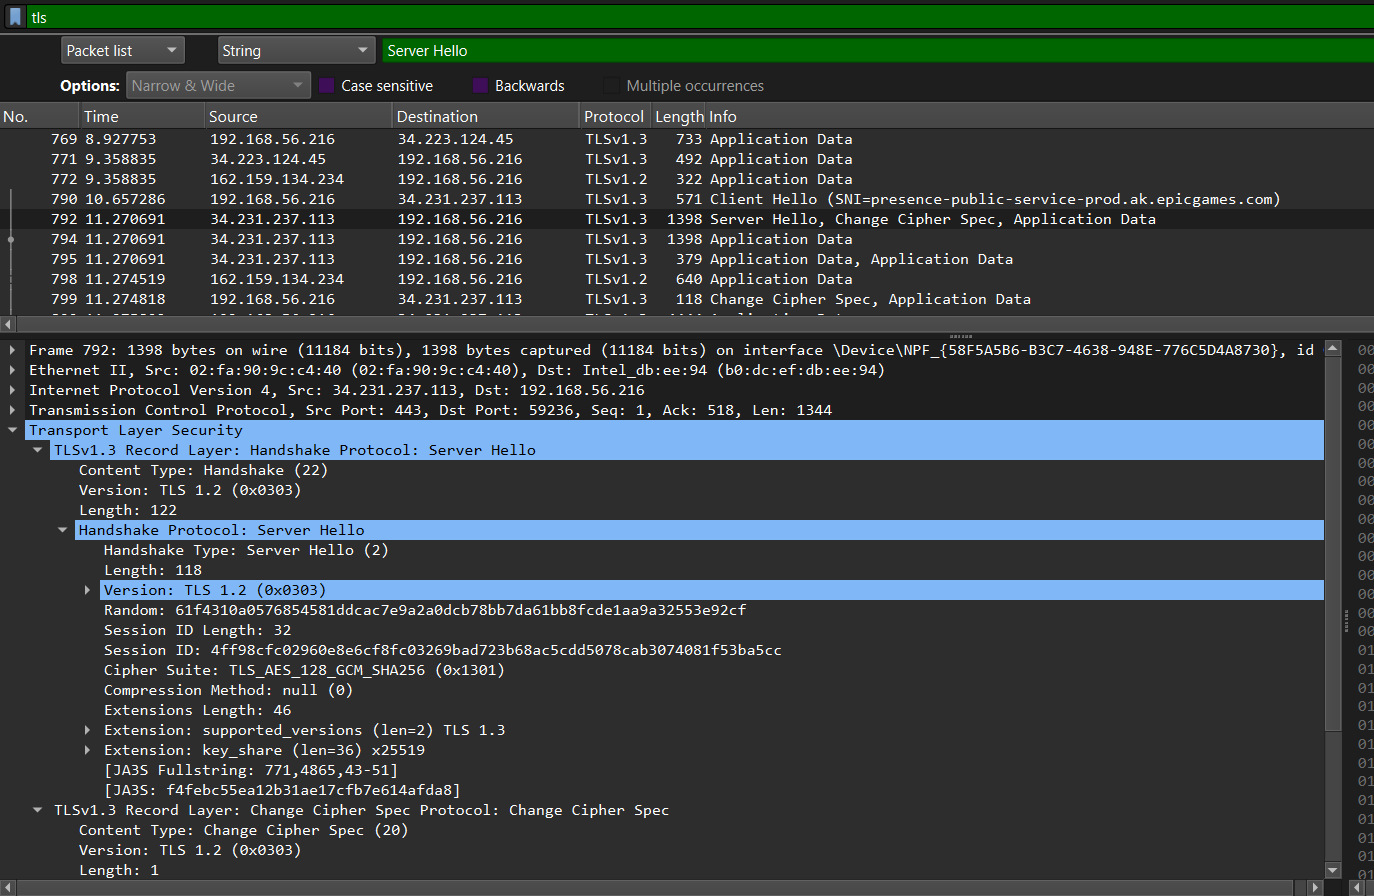 tls
Packet list String Server Hello
Options: Narrow & Wide Case sensitive Backwards Multiple occurrences
No. Time Source Destination Protocol Length Info
769 8.927753 192.168.56.216 34.223.124.45 TLSv1.3 733 Application Data
771 9.358835 34.223.124.45 192.168.56.216 TLSv1.3 492 Application Data
772 9.358835 162.159.134.234 192.168.56.216 TLSv1.2 322 Application Data
790 10.657286 192.168.56.216 34.231.237.113 TLSv1.3 571 Client Hello (SNI=presence-public-service-prod.ak.epicgames.com)
792 11.270691 34.231.237.113 192.168.56.216 TLSv1.3 1398 Server Hello, Change Cipher Spec, Application Data
794 11.270691 34.231.237.113 192.168.56.216 TLSv1.3 1398 Application Data
795 11.270691 34.231.237.113 192.168.56.216 TLSv1.3 379 Application Data, Application Data
798 11.274519 162.159.134.234 192.168.56.216 TLSv1.2 640 Application Data
799 11.274818 192.168.56.216 34.231.237.113 TLSv1.3 118 Change Cipher Spec, Application Data
Frame 792: 1398 bytes on wire (11184 bits), 1398 bytes captured (11184 bits) on interface \Device\NPF_{58F5A5B6-B3C7-4638-948E-776C5D4A8730}, id
Ethernet II, Src: 02:fa:90:9c:c4:40 (02:fa:90:9c:c4:40), Dst: Intel_db:ee:94 (b0:dc:ef:db:ee:94)
Internet Protocol Version 4, Src: 34.231.237.113, Dst: 192.168.56.216
Transmission Control Protocol, Src Port: 443, Dst Port: 59236, Seq: 1, Ack: 518, Len: 1344
Transport Layer Security
TLSv1.3 Record Layer: Handshake Protocol: Server Hello
Content Type: Handshake (22)
Version: TLS 1.2 (0x0303)
Length: 122
Handshake Protocol: Server Hello
Handshake Type: Server Hello (2)
Length: 118
Version: TLS 1.2 (0x0303)
Random: 61f4310a0576854581ddcac7e9a2a0dcb78bb7da61bb8fcde1aa9a32553e92cf
Session ID Length: 32
Session ID: 4ff98cfc02960e8e6cf8fc03269bad723b68ac5cdd5078cab3074081f53ba5cc
Cipher Suite: TLS_AES_128_GCM_SHA256 (0x1301)
Compression Method: null (0)
Extensions Length: 46
Extension: supported_versions (len=2) TLS 1.3
Extension: key_share (len=36) x25519
[JA3S Fullstring: 771,4865,43-51]
[JA3S: f4febc55ea12b31ae17cfb7e614afda8]
TLSv1.3 Record Layer: Change Cipher Spec Protocol: Change Cipher Spec
Content Type: Change Cipher Spec (20)
Version: TLS 1.2 (0x0303)
Length: 1